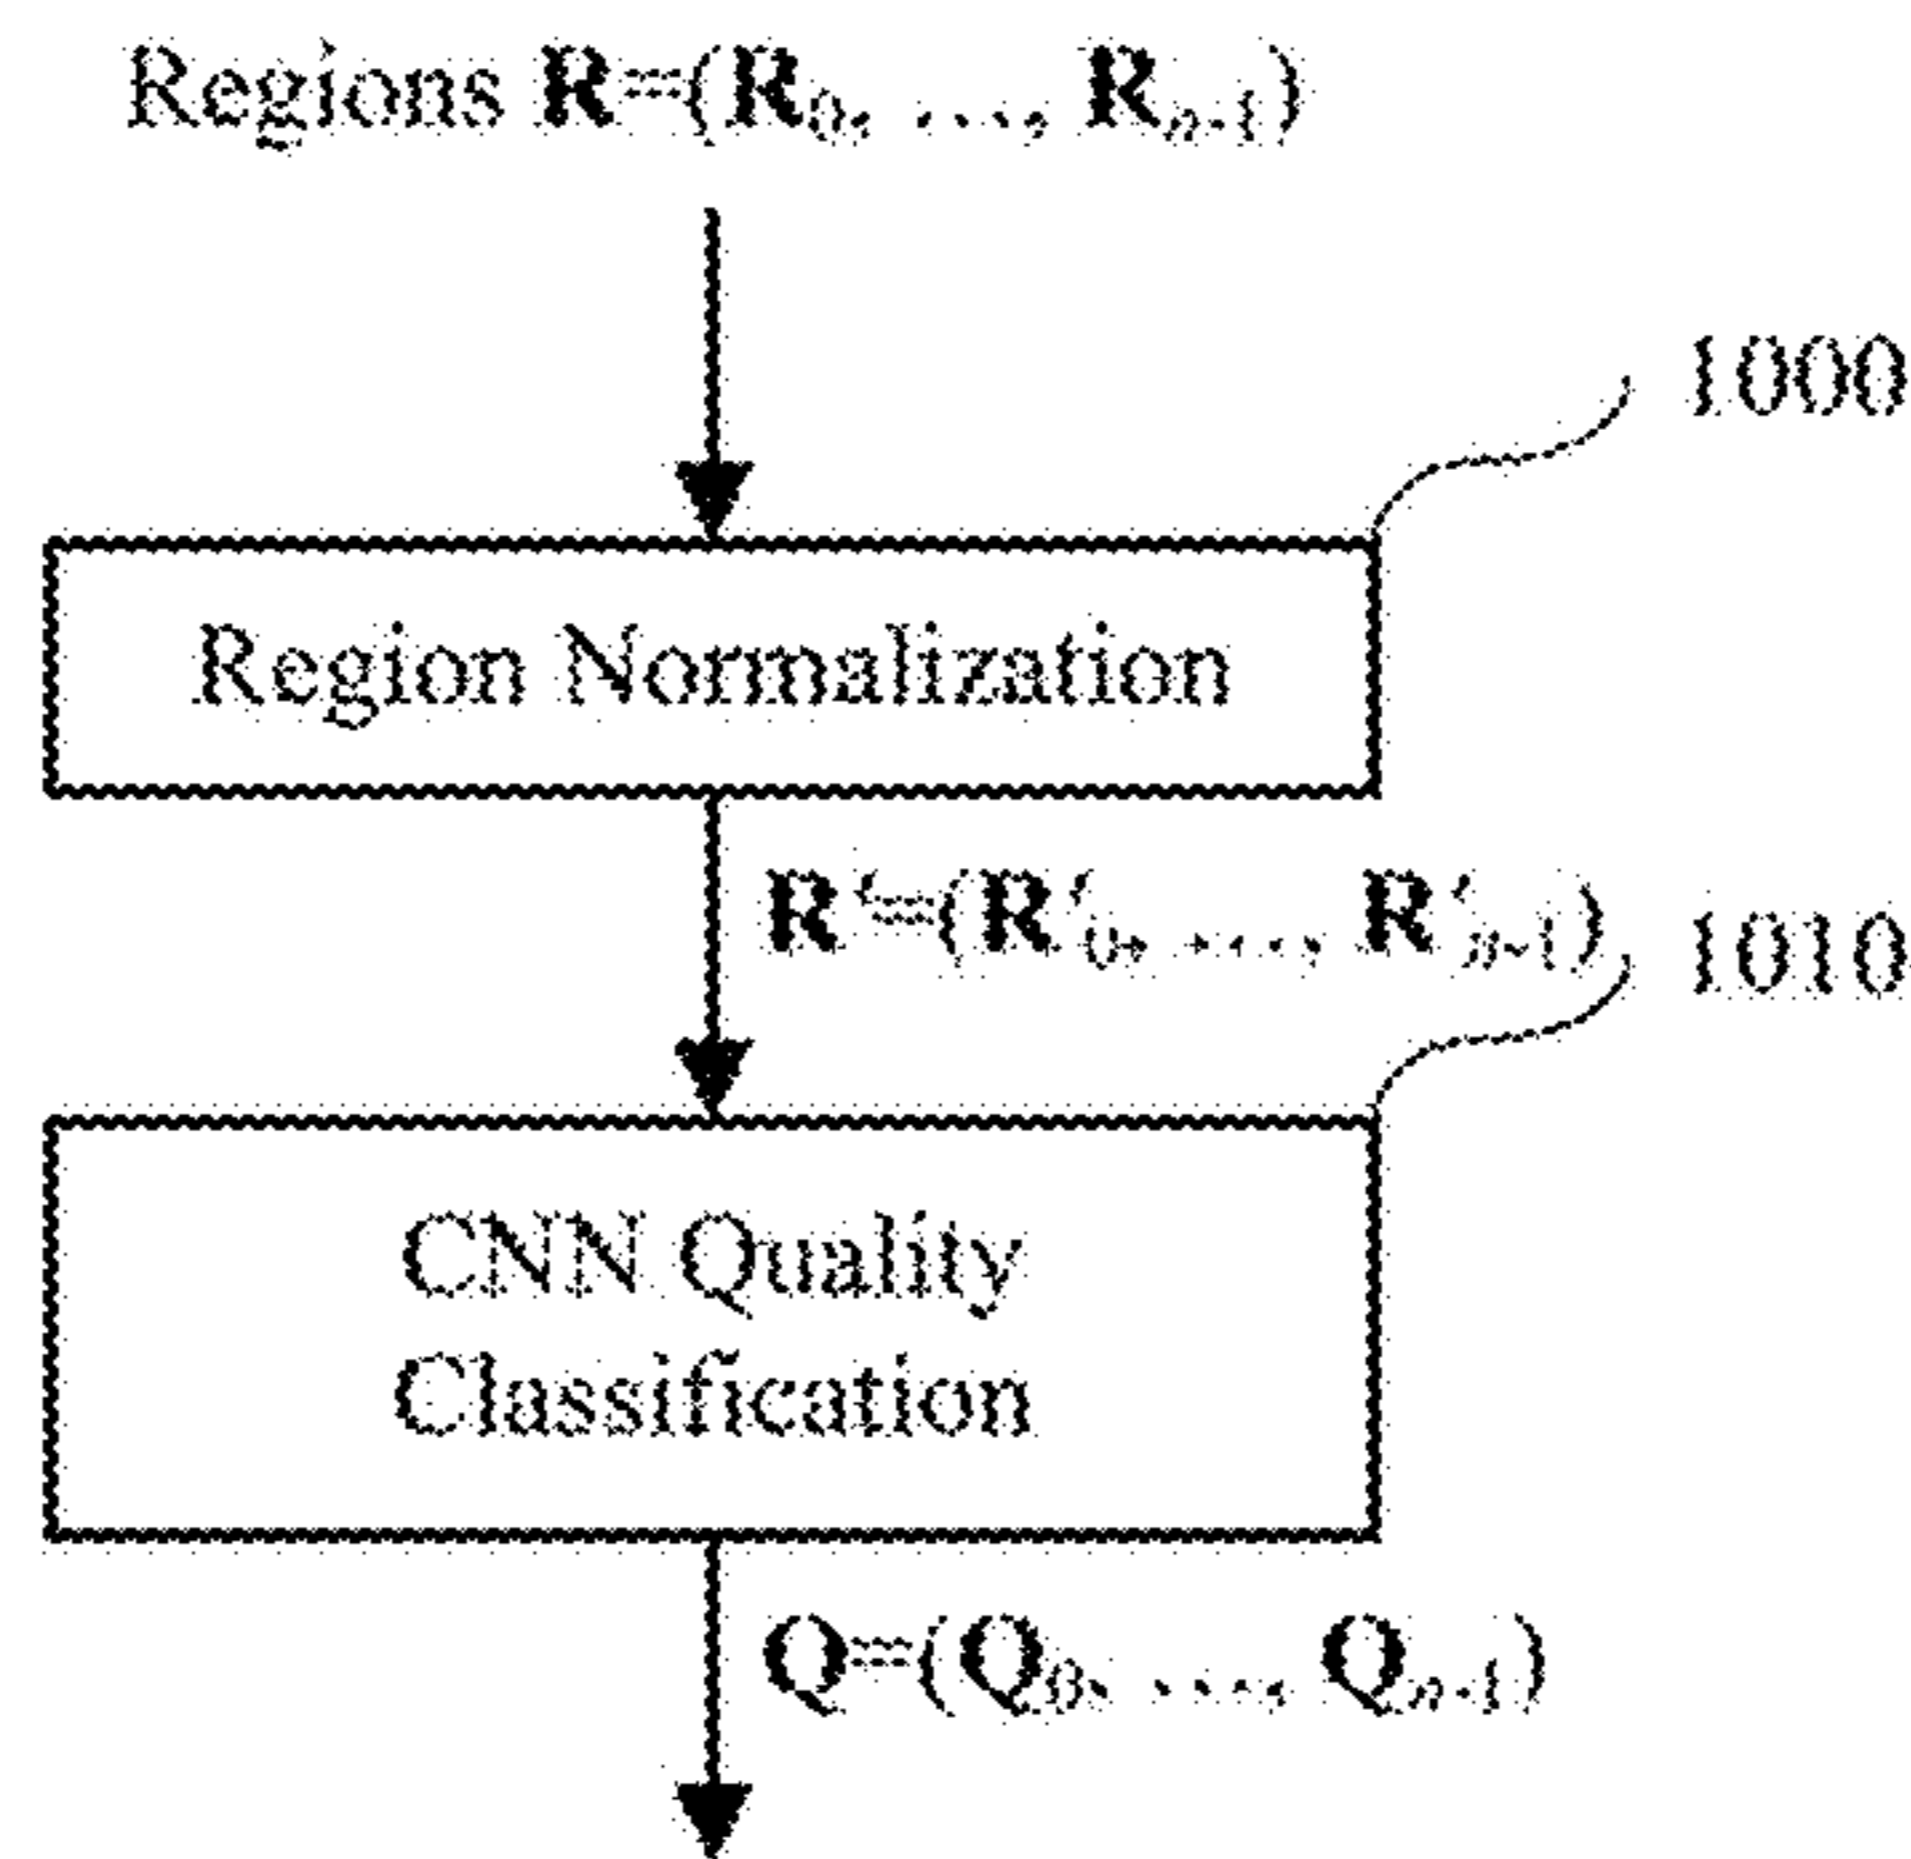 Regions R=(R₀, ..., Rₙ₋₁)
1000
Region Normalization
R‘=(R‘₀, ..., R‘ₙ₋₁)
1010
CNN Quality
Classification
Q=(Q₀, ..., Qₙ₋₁)